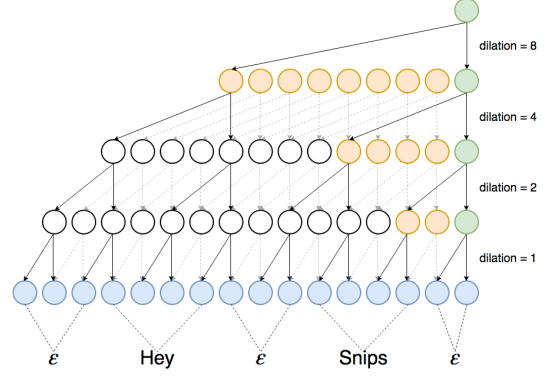 dilation = 8
dilation = 4
dilation = 2
dilation = 1
ε Hey ε Snips ε